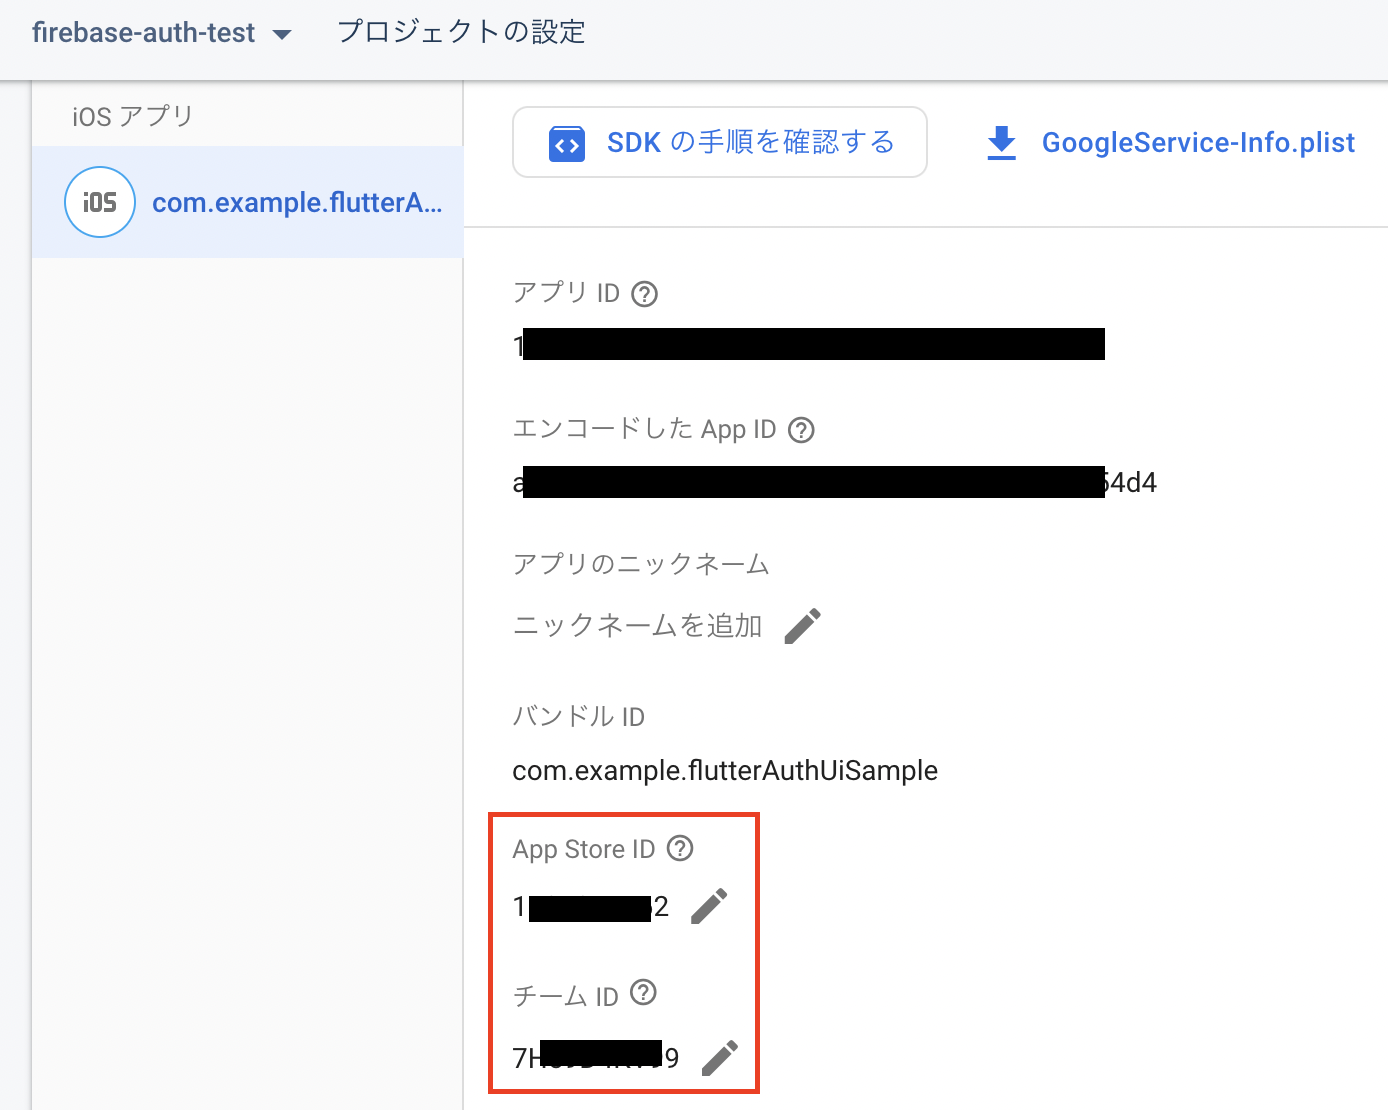 firebase-auth-test プロジェクトの設定
iOS アプリ
iOS com.example.flutterA...
SDK の手順を確認する GoogleService-Info.plist
アプリ ID
1
エンコードした App ID
a 54d4
アプリのニックネーム
ニックネームを追加
バンドル ID
com.example.flutterAuthUiSample
App Store ID
1 2
チーム ID
7H 9